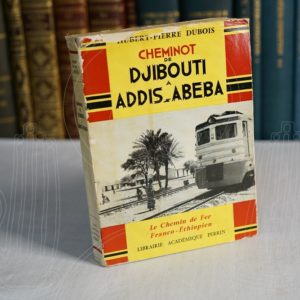 HUBERT-PIERRE DUBOIS
CHEMINOT
DE
DJIBOUTI
A
ADDIS-ABEBA
Le Chemin de Fer
Franco-Éthiopien
LIBRAIRIE ACADÉMIQUE PERRIN